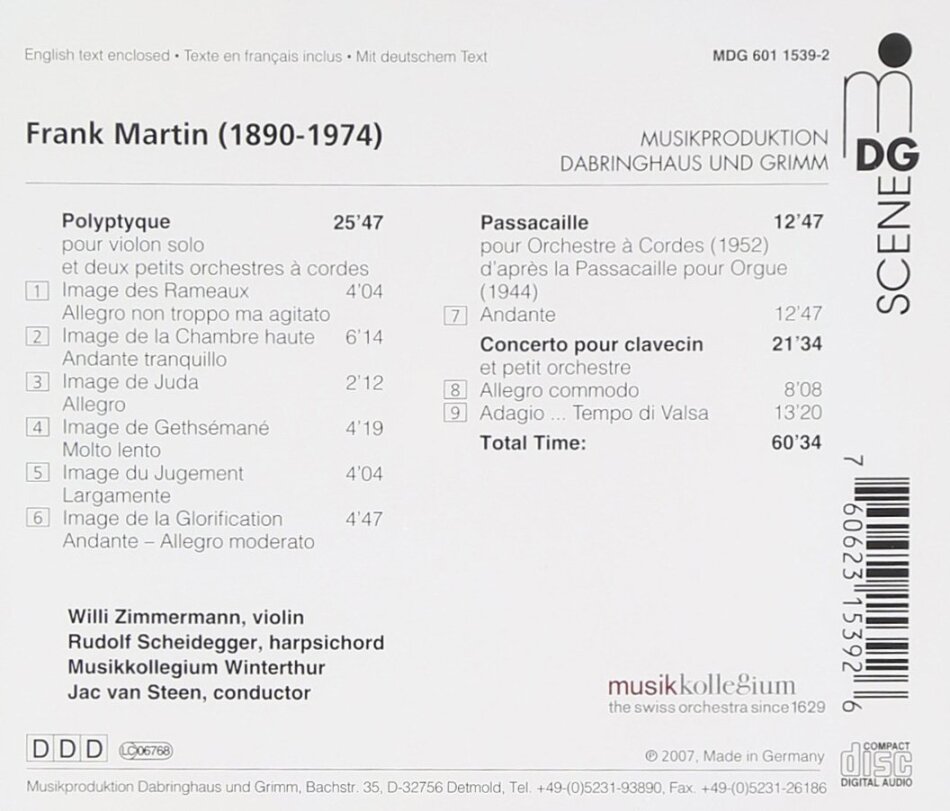 English text enclosed • Texte en français inclus • Mit deutschem Text
MDG 601 1539-2
Frank Martin (1890-1974)
MUSIKPRODUKTION
DABRINGHAUS UND GRIMM
m
DG
SCENE
Polyptyque 25'47
pour violon solo
et deux petits orchestres à cordes
1 Image des Rameaux 4'04
Allegro non troppo ma agitato
2 Image de la Chambre haute 6'14
Andante tranquillo
3 Image de Juda 2'12
Allegro
4 Image de Gethsémané 4'19
Molto lento
5 Image du Jugement 4'04
Largamente
6 Image de la Glorification 4'47
Andante – Allegro moderato
Passacaille 12'47
pour Orchestre à Cordes (1952)
d'après la Passacaille pour Orgue
(1944)
7 Andante 12'47
Concerto pour clavecin 21'34
et petit orchestre
8 Allegro commodo 8'08
9 Adagio ... Tempo di Valsa 13'20
Total Time: 60'34
Willi Zimmermann, violin
Rudolf Scheidegger, harpsichord
Musikkollegium Winterthur
Jac van Steen, conductor
musikkollegium
the swiss orchestra since 1629
7 60623 15392 6
DDD LC 06768
℗ 2007, Made in Germany
COMPACT
disc
DIGITAL AUDIO
Musikproduktion Dabringhaus und Grimm, Bachstr. 35, D-32756 Detmold, Tel. +49-(0)5231-93890, Fax. +49-(0)5231-26186